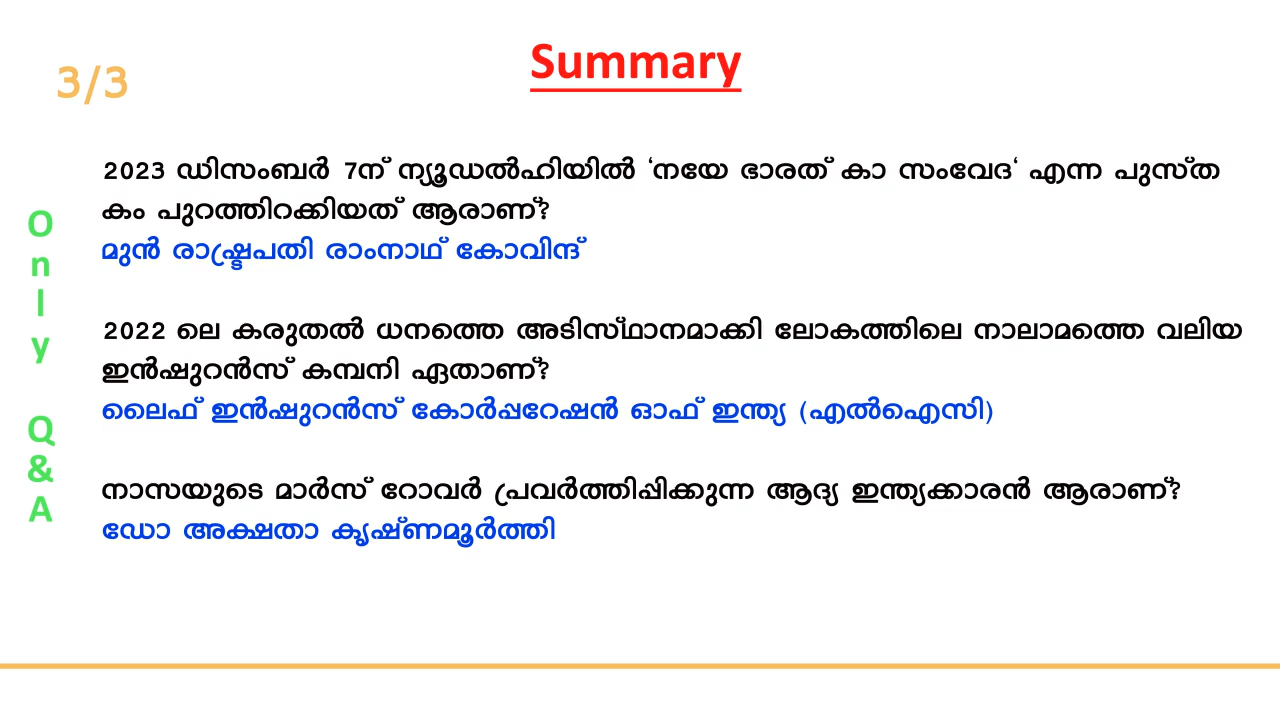 Summary
3/3
2023 ഡിസംബർ 7ന് ന്യൂഡൽഹിയിൽ ‘നയേ ഭാരത് കാ സംവേദ‘ എന്ന പുസ്ത
കം പുറത്തിറക്കിയത് ആരാണ്?
മുൻ രാഷ്ട്രപതി രാംനാഥ് കോവിന്ദ്
2022 ലെ കരുതൽ ധനത്തെ അടിസ്ഥാനമാക്കി ലോകത്തിലെ നാലാമത്തെ വലിയ
ഇൻഷുറൻസ് കമ്പനി ഏതാണ്?
ലൈഫ് ഇൻഷുറൻസ് കോർപ്പറേഷൻ ഓഫ് ഇന്ത്യ (എൽഐസി)
നാസയുടെ മാർസ് റോവർ പ്രവർത്തിപ്പിക്കുന്ന ആദ്യ ഇന്ത്യക്കാരൻ ആരാണ്?
ഡോ അക്ഷതാ കൃഷ്ണമൂർത്തി
Only Q&A